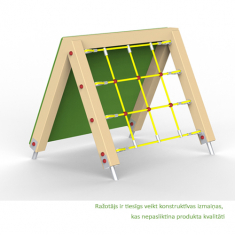 Ražotājs ir tiesīgs veikt konstruktīvas izmaiņas,
kas nepasliktina produkta kvalitāti